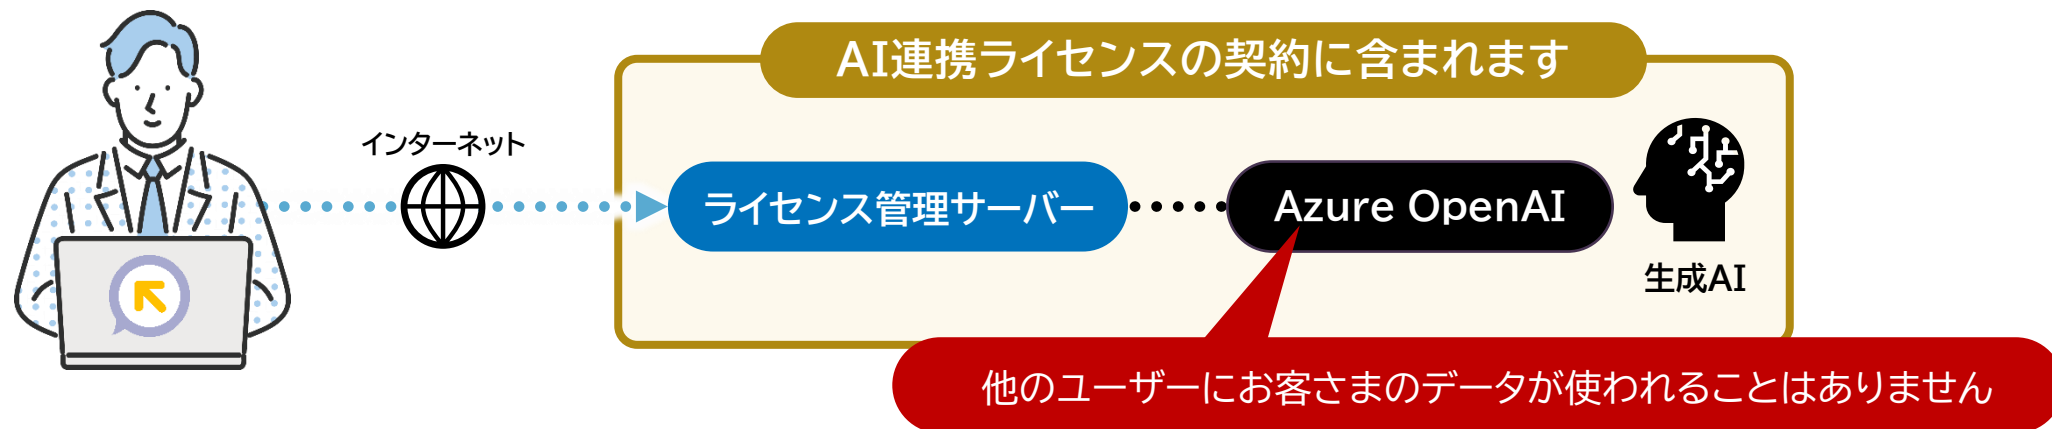 AI連携ライセンスの契約に含まれます
インターネット
ライセンス管理サーバー
Azure OpenAI
生成AI
他のユーザーにお客さまのデータが使われることはありません